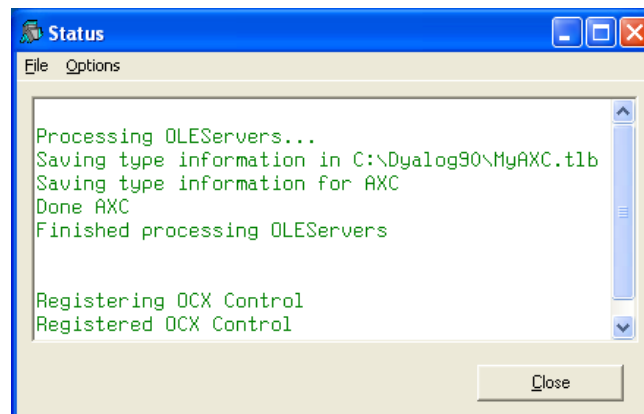 Status
File Options
Processing OLEServers...
Saving type information in C:\Dyalog90\MyAXC.tlb
Saving type information for AXC
Done AXC
Finished processing OLEServers
Registering OCX Control
Registered OCX Control
Close